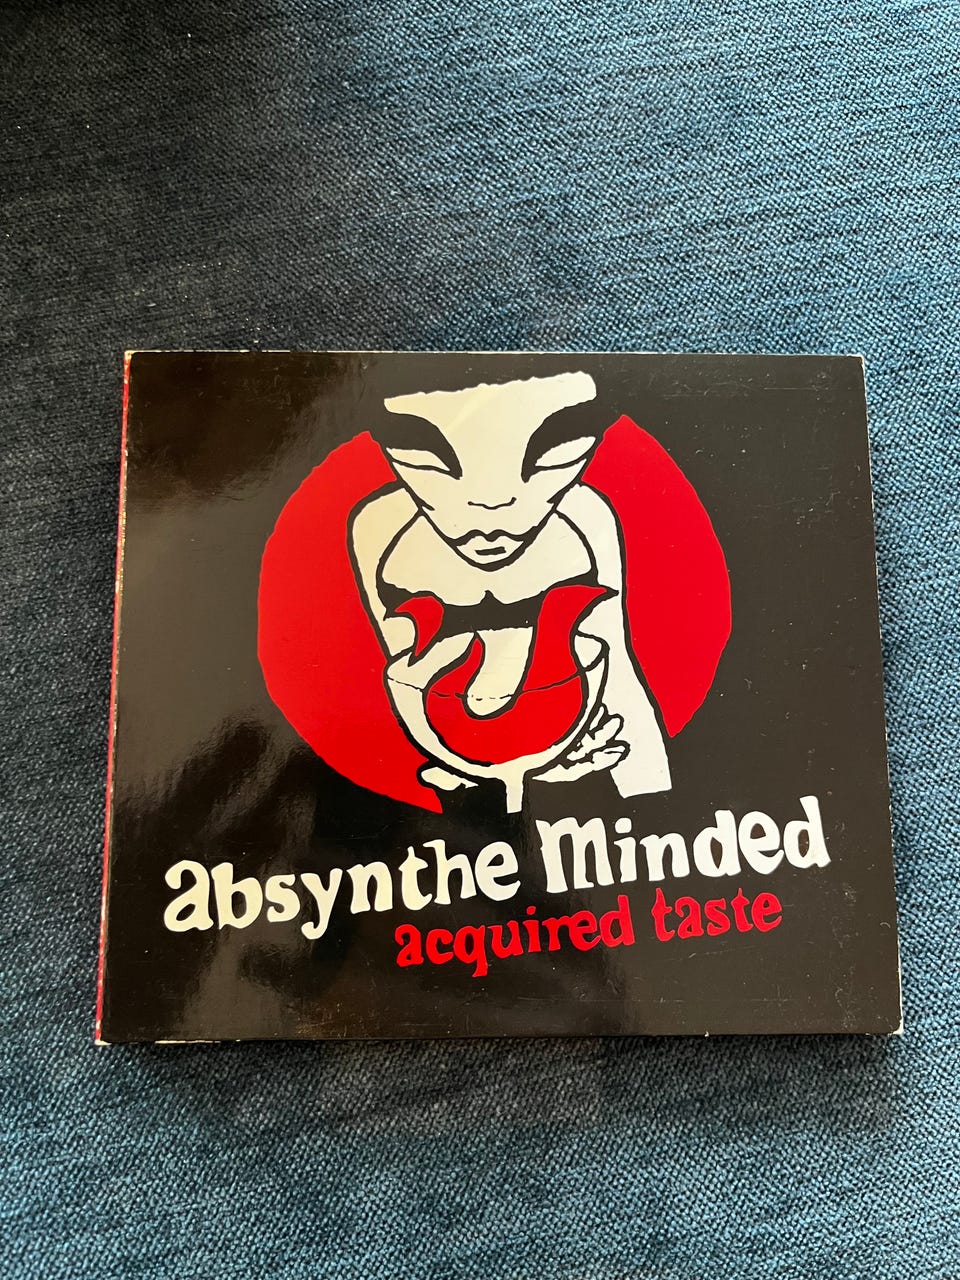 absynthe minded
acquired taste